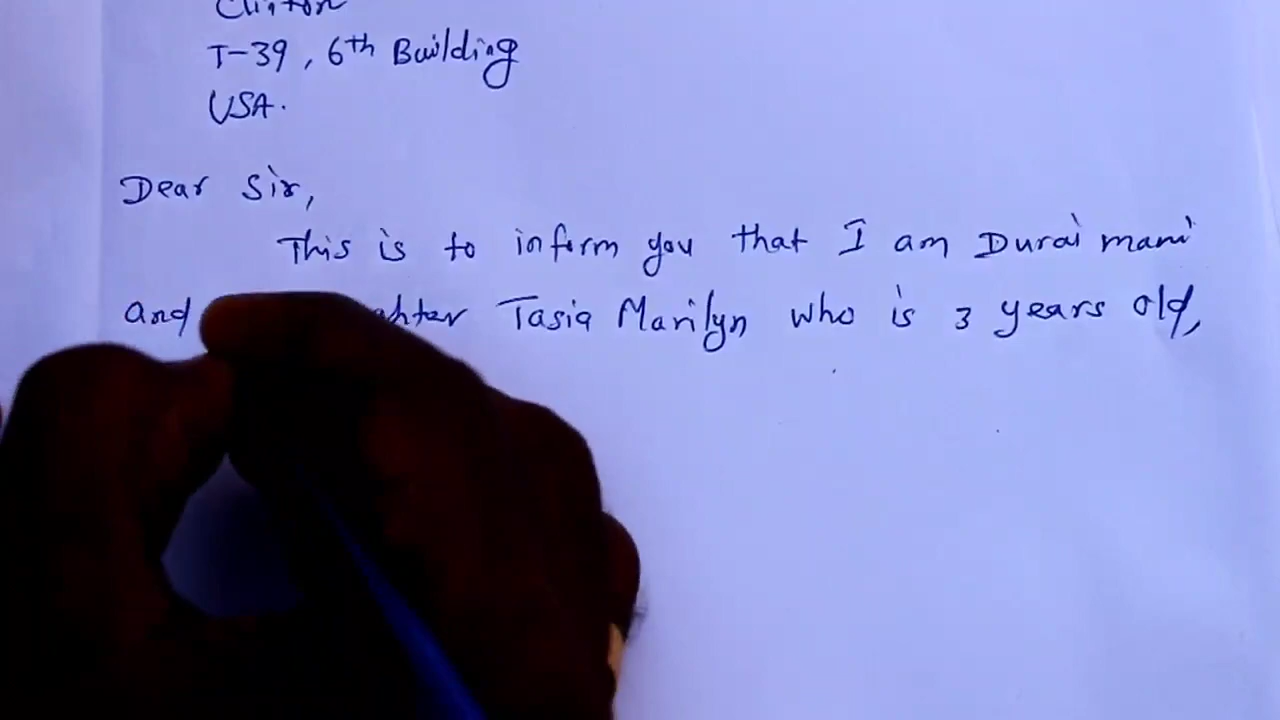 Clinton
T-39, 6th Building
USA.
Dear Sir,
This is to inform you that I am Durai mani
and Tasia Marilyn who is 3 years old,